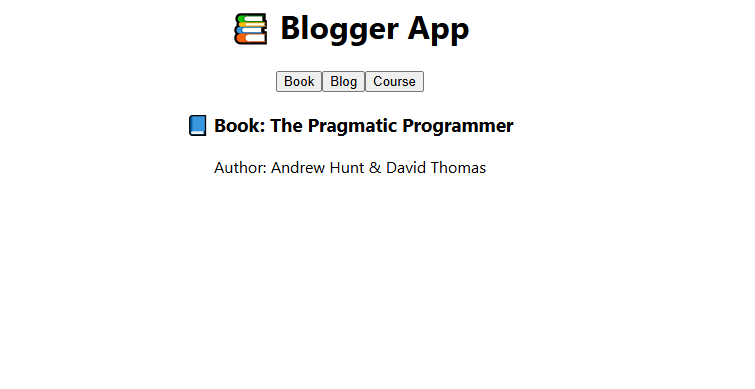 📚 Blogger App
Book Blog Course
📘 Book: The Pragmatic Programmer
Author: Andrew Hunt & David Thomas